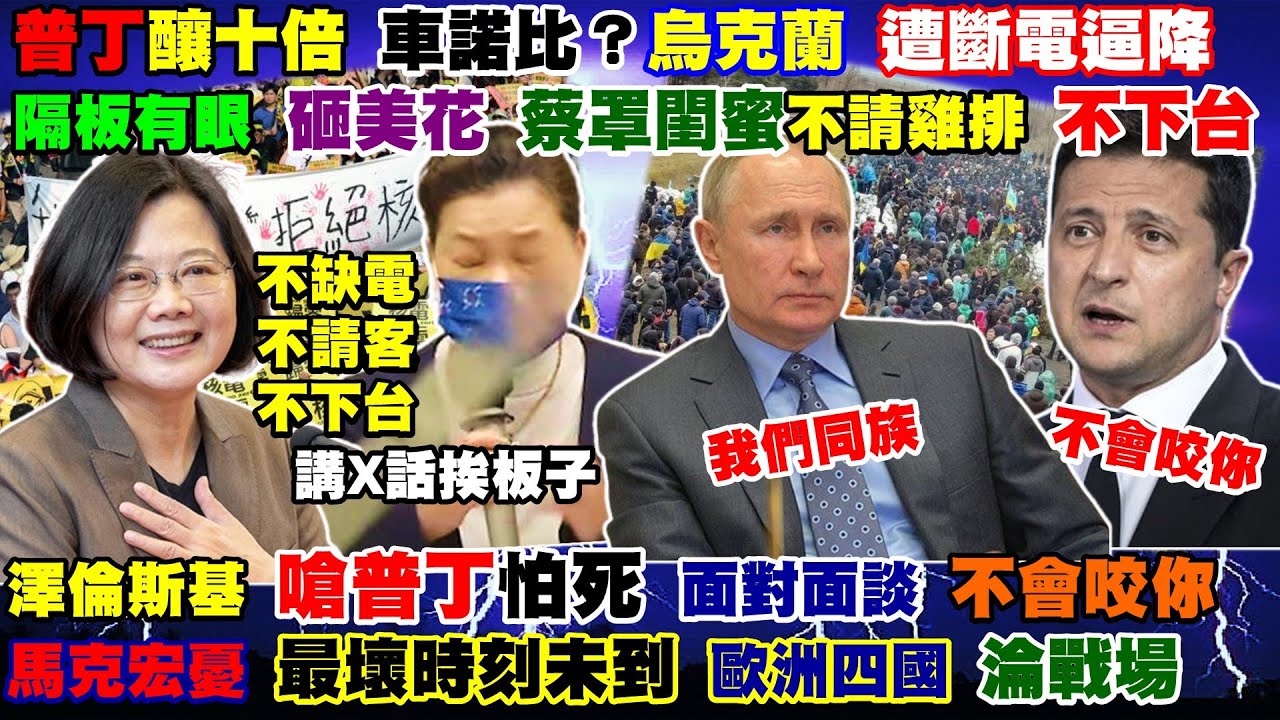 普丁釀十倍 車諾比？烏克蘭 遭斷電逼降
隔板有眼 砸美花 蔡罩閨蜜不請雞排 不下台
拒絕核
不缺電
不請客
不下台
講X話挨板子
我們同族
不會咬你
澤倫斯基 嗆普丁怕死 面對面談 不會咬你
馬克宏憂 最壞時刻未到 歐洲四國 淪戰場